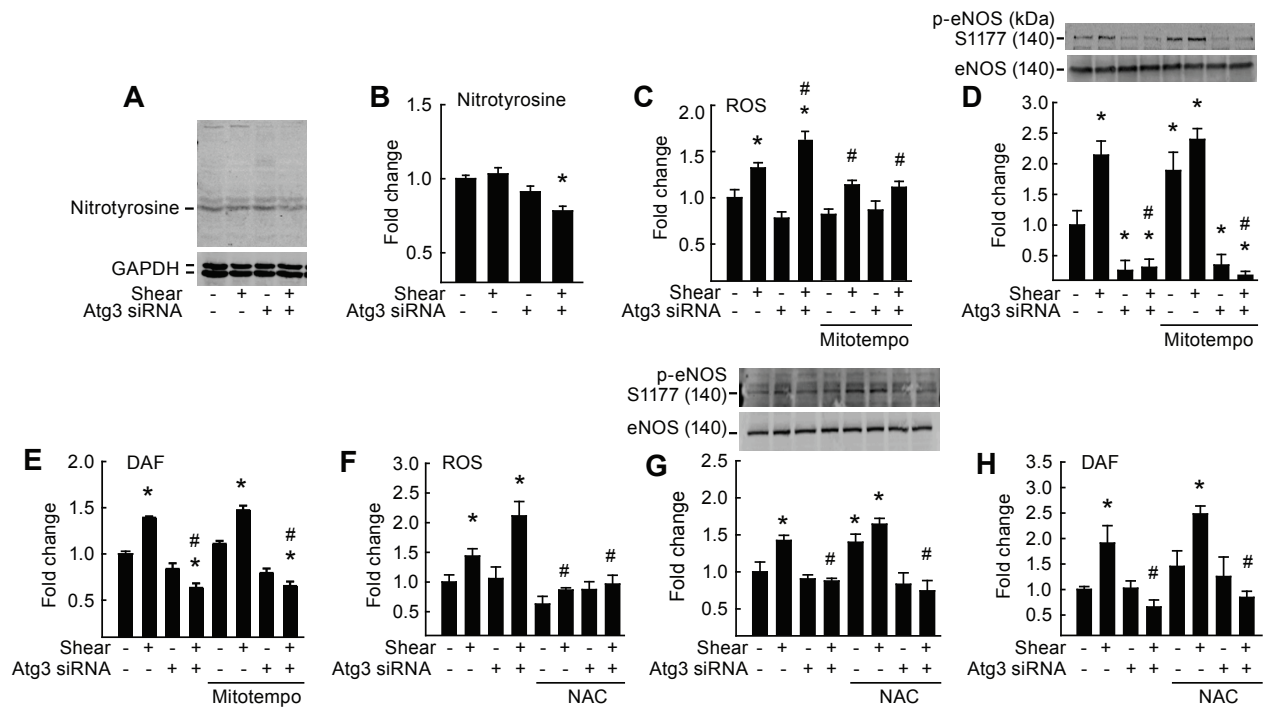 A
Nitrotyrosine
GAPDH
Shear - + - +
Atg3 siRNA - - + +
B
Nitrotyrosine
Fold change
1.5
1.0
0.5
*
Shear - + - +
Atg3 siRNA - - + +
C
ROS
Fold change
2.0
1.5
1.0
0.5
* # * # #
Shear - + - + - + - +
Atg3 siRNA - - + + - - + +
Mitotempo
p-eNOS (kDa)
S1177 (140)
eNOS (140)
D
Fold change
3.0
2.5
2.0
1.5
1.0
0.5
* * # * * * * # *
Shear - + - + - + - +
Atg3 siRNA - - + + - - + +
Mitotempo
E
DAF
Fold change
2.0
1.5
1.0
0.5
* # * * # *
Shear - + - + - + - +
Atg3 siRNA - - + + - - + +
Mitotempo
F
ROS
Fold change
3.0
2.5
2.0
1.5
1.0
0.5
* * # #
Shear - + - + - + - +
Atg3 siRNA - - + + - - + +
NAC
p-eNOS
S1177 (140)
eNOS (140)
G
Fold change
2.5
2.0
1.5
1.0
0.5
* # * * #
Shear - + - + - + - +
Atg3 siRNA - - + + - - + +
NAC
H
DAF
Fold change
3.5
3.0
2.5
2.0
1.5
1.0
0.5
* # * #
Shear - + - + - + - +
Atg3 siRNA - - + + - - + +
NAC